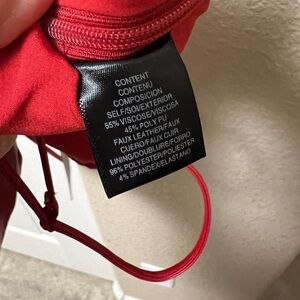 CONTENT
CONTENU
COMPOSICION
SELF/SOI/EXTERIOR
55% VISCOSE/VISCOSA
45% POLY PU
FAUX LEATHER/FAUX
CUERO/FAUX CUIR
LINING/DOUBLURE/FORRO
96% POLYESTER/POLIESTER
4% SPANDEX/ELASTANO